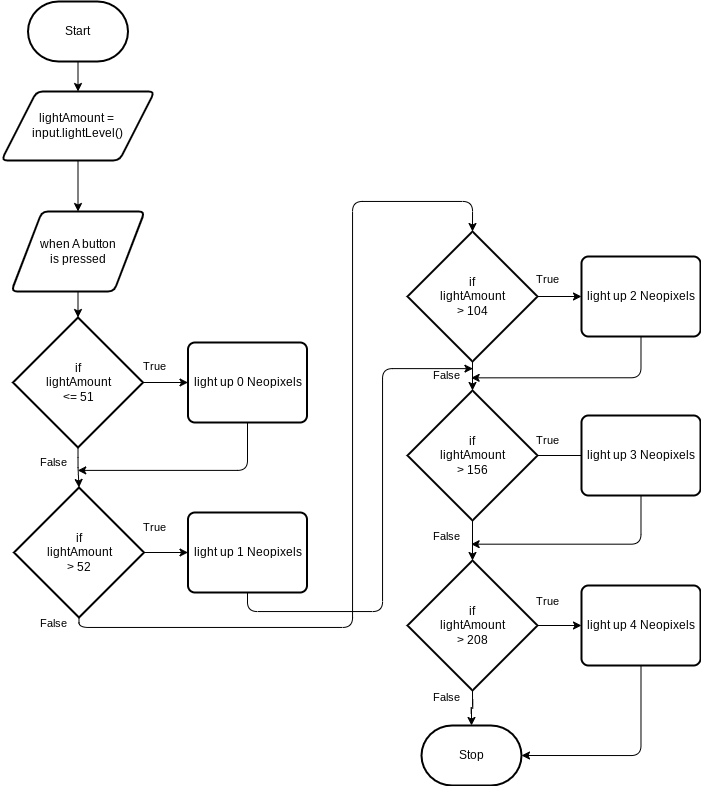 Start
lightAmount =
input.lightLevel()
when A button
is pressed
if
lightAmount
<= 51
True
light up 0 Neopixels
False
if
lightAmount
> 52
True
light up 1 Neopixels
False
if
lightAmount
> 104
True
light up 2 Neopixels
False
if
lightAmount
> 156
True
light up 3 Neopixels
False
if
lightAmount
> 208
True
light up 4 Neopixels
False
Stop